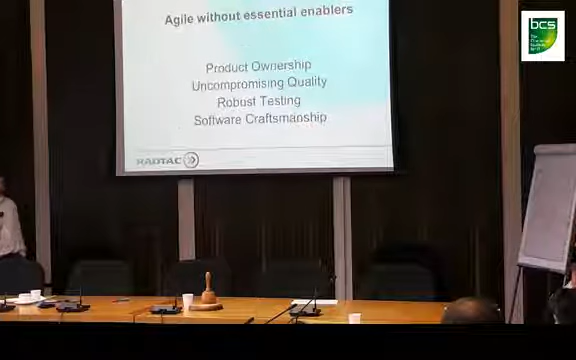 Agile without essential enablers
Product Ownership
Uncompromising Quality
Robust Testing
Software Craftsmanship
RADTAC
bcs